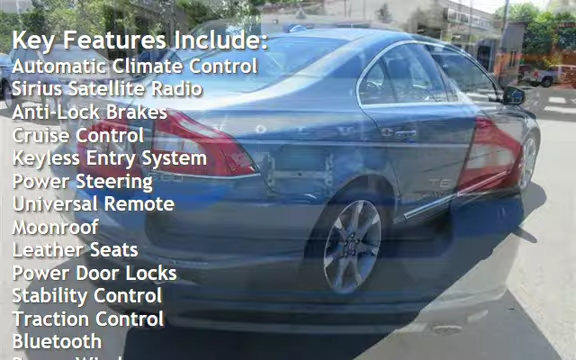 Key Features Include:
Automatic Climate Control
Sirius Satellite Radio
Anti-Lock Brakes
Cruise Control
Keyless Entry System
Power Steering
Universal Remote
Moonroof
Leather Seats
Power Door Locks
Stability Control
Traction Control
Bluetooth
VOLVO